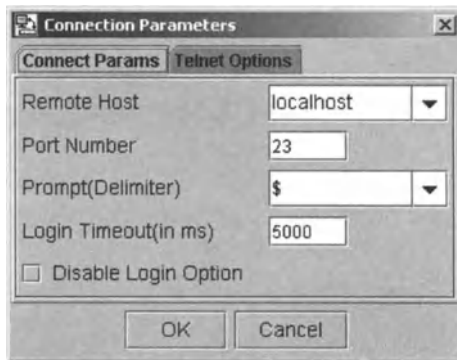 Connection Parameters
Connect Params Telnet Options
Remote Host localhost
Port Number 23
Prompt(Delimiter) $
Login Timeout(in ms) 5000
Disable Login Option
OK Cancel